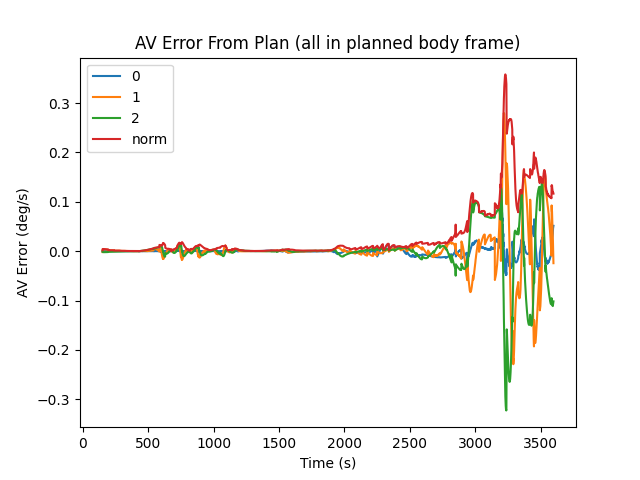 AV Error From Plan (all in planned body frame)
0
1
2
norm
AV Error (deg/s)
0.3
0.2
0.1
0.0
−0.1
−0.2
−0.3
0 500 1000 1500 2000 2500 3000 3500
Time (s)